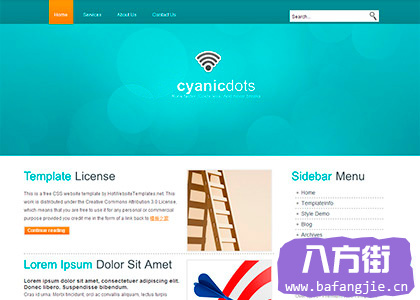 Home Services About Us Contact Us
Search
cyanicdots
Template License
This is a free CSS website template by HotWebsiteTemplates.net. This
work is distributed under the Creative Commons Attribution 3.0 License,
which means that you are free to use it for any personal or commercial
purpose provided you credit me in the form of a link back to
Continue reading
Lorem Ipsum Dolor Sit Amet
Lorem ipsum dolor sit amet, consectetuer adipiscing elit.
Donec libero. Suspendisse bibendum.
Cras id urna. Morbi tincidunt, orci ac convallis aliquam, lectus
Sidebar Menu
Home
TemplateInfo
Style Demo
Blog
Archives
八方街
www.bafangjie.cn